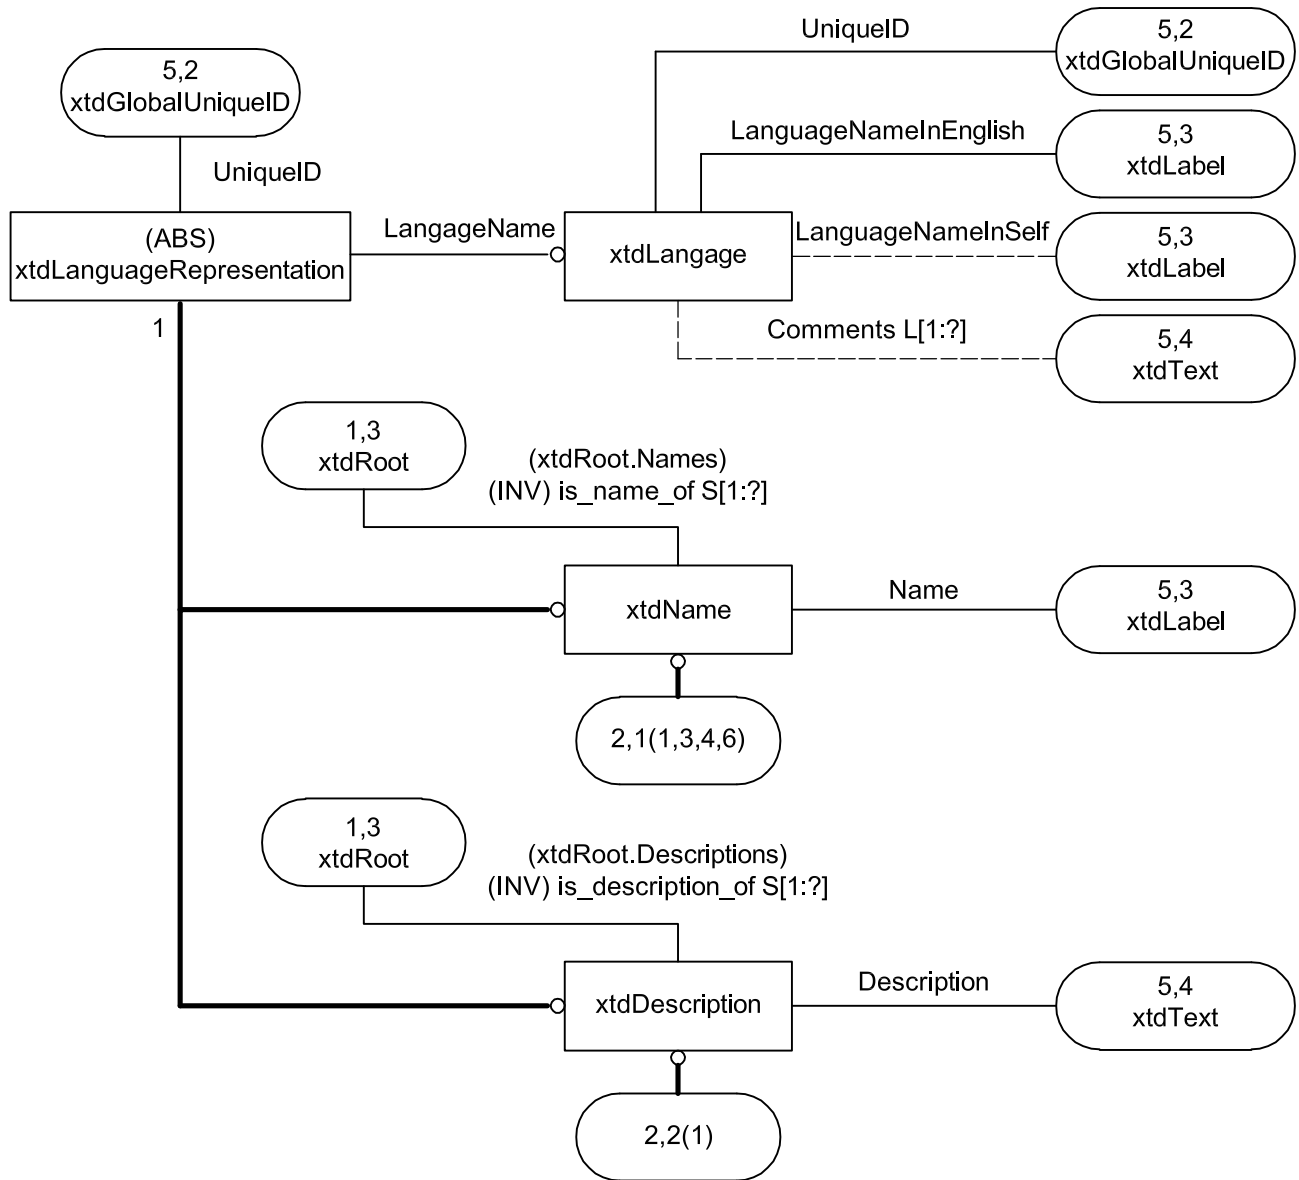 UniqueID
5,2
xtdGlobalUniqueID
5,2
xtdGlobalUniqueID
UniqueID
LanguageNameInEnglish
5,3
xtdLabel
(ABS)
xtdLanguageRepresentation
LangageName
xtdLangage
LanguageNameInSelf
5,3
xtdLabel
1
Comments L[1:?]
5,4
xtdText
1,3
xtdRoot
(xtdRoot.Names)
(INV) is_name_of S[1:?]
xtdName
Name
5,3
xtdLabel
2,1(1,3,4,6)
1,3
xtdRoot
(xtdRoot.Descriptions)
(INV) is_description_of S[1:?]
xtdDescription
Description
5,4
xtdText
2,2(1)